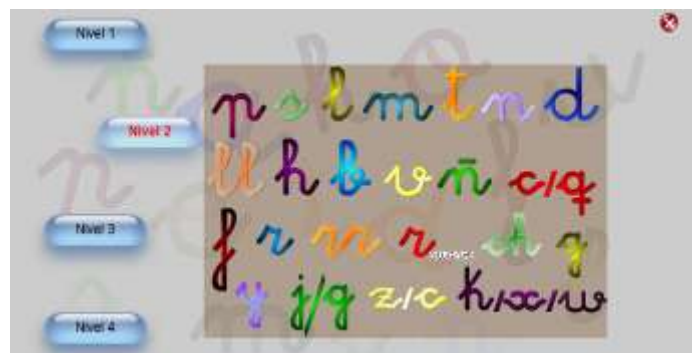 Nivel 1
p s l m t n d
Nivel 2
ll h b v ñ c/q
Nivel 3
f r rr r ch g
y j/g z/c k/x/w
Nivel 4